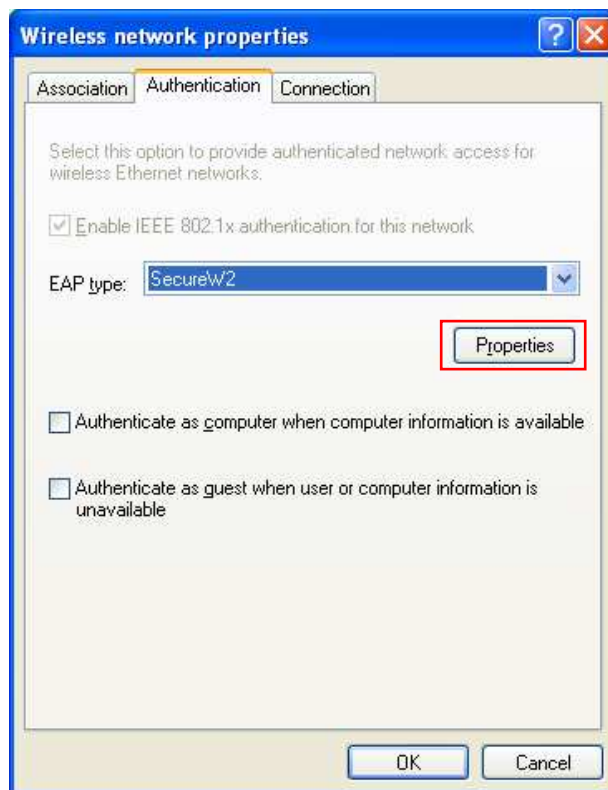 Wireless network properties
Association Authentication Connection
Select this option to provide authenticated network access for
wireless Ethernet networks.
Enable IEEE 802.1x authentication for this network
EAP type: SecureW2
Properties
Authenticate as computer when computer information is available
Authenticate as guest when user or computer information is
unavailable
OK Cancel